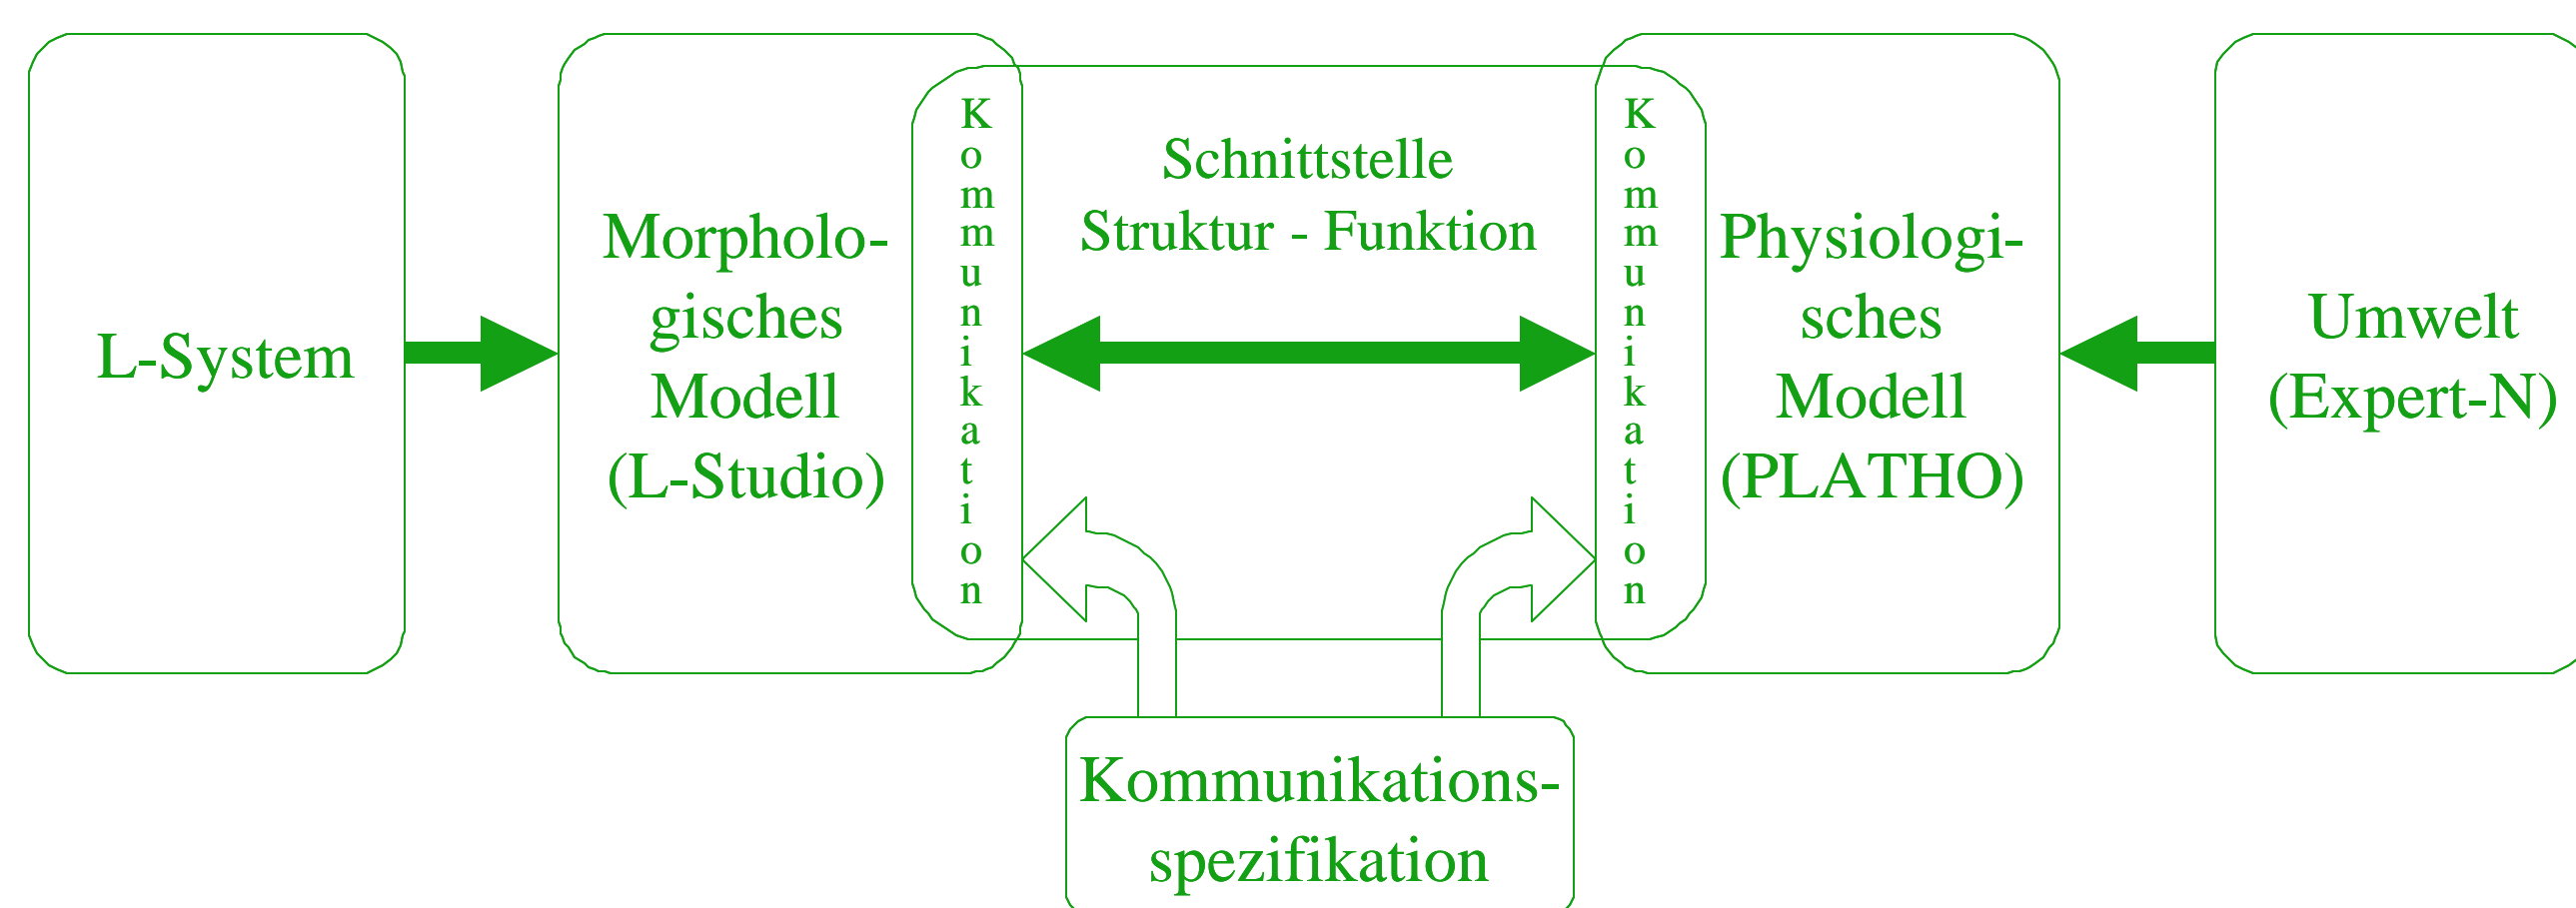 L-System
Morpholo-
gisches
Modell
(L-Studio)
Kommunikation
Schnittstelle
Struktur - Funktion
Kommunikation
Physiologi-
sches
Modell
(PLATHO)
Umwelt
(Expert-N)
Kommunikations-
spezifikation